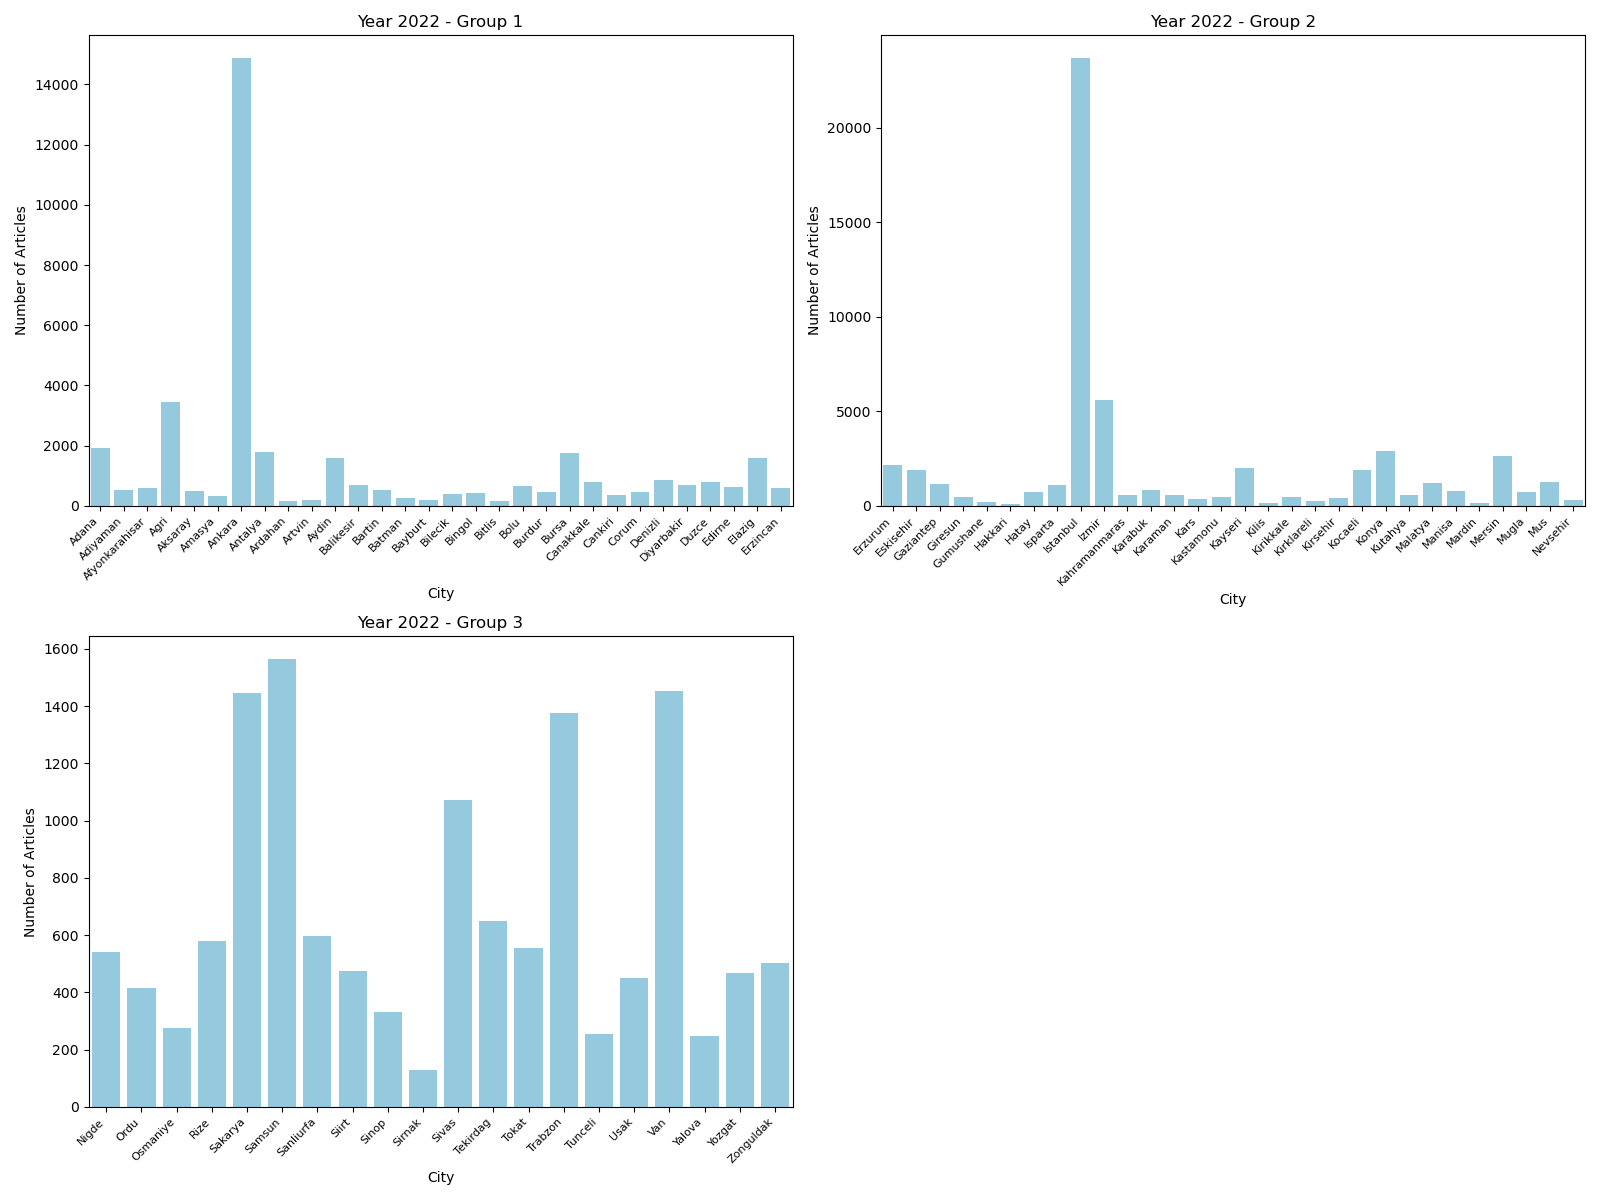 Year 2022 - Group 1
Number of Articles
14000
12000
10000
8000
6000
4000
2000
0
Adana
Adiyaman
Afyonkarahisar
Agri
Aksaray
Amasya
Ankara
Antalya
Ardahan
Artvin
Aydin
Balikesir
Bartin
Batman
Bayburt
Bilecik
Bingol
Bitlis
Bolu
Burdur
Bursa
Canakkale
Cankiri
Corum
Denizli
Diyarbakir
Duzce
Edirne
Elazig
Erzincan
City
Year 2022 - Group 2
Number of Articles
20000
15000
10000
5000
0
Erzurum
Eskisehir
Gaziantep
Giresun
Gumushane
Hakkari
Hatay
Isparta
Istanbul
Izmir
Kahramanmaras
Karabuk
Karaman
Kars
Kastamonu
Kayseri
Kilis
Kirikkale
Kirklareli
Kirsehir
Kocaeli
Konya
Kutahya
Malatya
Manisa
Mardin
Mersin
Mugla
Mus
Nevsehir
City
Year 2022 - Group 3
Number of Articles
1600
1400
1200
1000
800
600
400
200
0
Nigde
Ordu
Osmaniye
Rize
Sakarya
Samsun
Sanliurfa
Siirt
Sinop
Sirnak
Sivas
Tekirdag
Tokat
Trabzon
Tunceli
Usak
Van
Yalova
Yozgat
Zonguldak
City